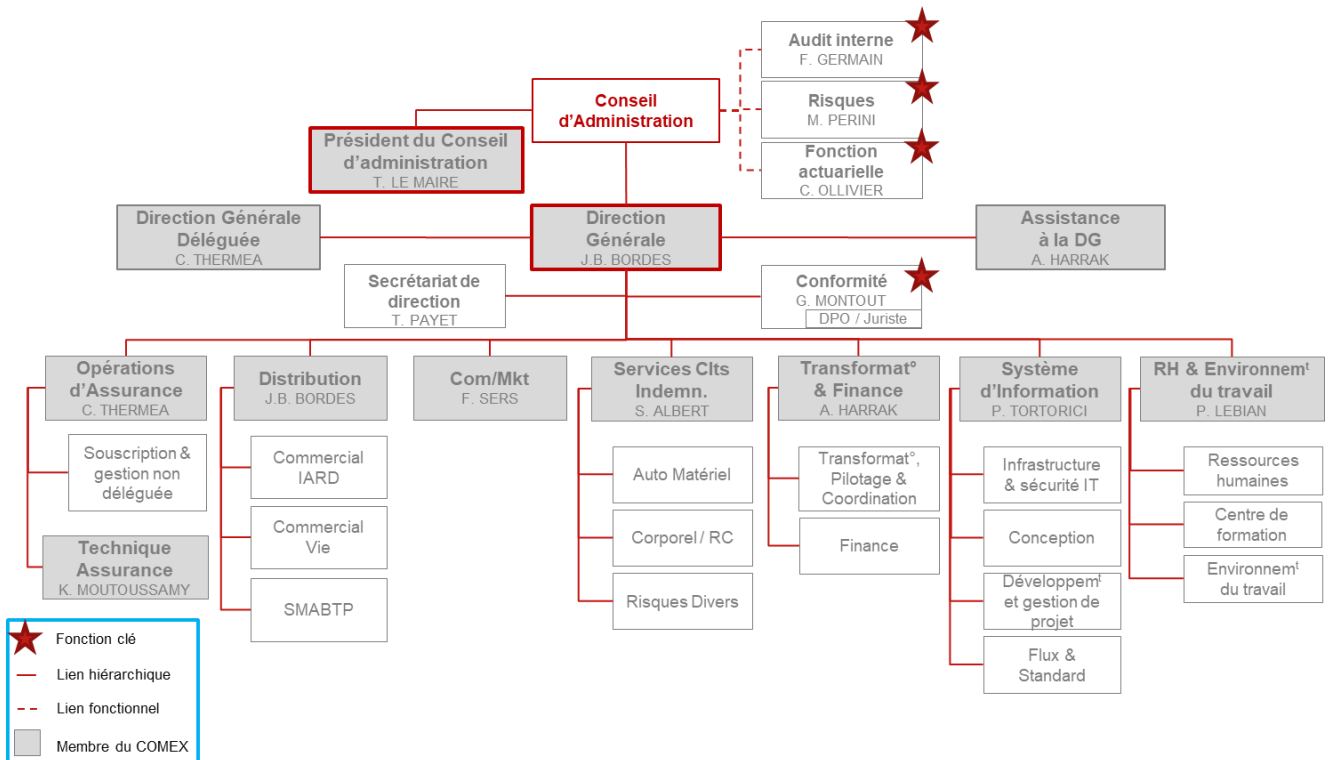 Audit interne
F. GERMAIN
Conseil
d'Administration
Risques
M. PERINI
Président du Conseil
d'administration
T. LE MAIRE
Fonction
actuarielle
C. OLLIVIER
Direction Générale
Déléguée
C. THERMEA
Direction
Générale
J.B. BORDES
Assistance
à la DG
A. HARRAK
Secrétariat de
direction
T. PAYET
Conformité
G. MONTOUT
DPO / Juriste
Opérations
d'Assurance
C. THERMEA
Distribution
J.B. BORDES
Com/Mkt
F. SERS
Services Clts
Indemn.
S. ALBERT
Transformat°
& Finance
A. HARRAK
Système
d'Information
P. TORTORICI
RH & Environnemᵗ
du travail
P. LEBIAN
Souscription &
gestion non
déléguée
Technique
Assurance
K. MOUTOUSSAMY
Commercial
IARD
Commercial
Vie
SMABTP
Auto Matériel
Corporel / RC
Risques Divers
Transformat°,
Pilotage &
Coordination
Finance
Infrastructure
& sécurité IT
Conception
Développemᵗ
et gestion de
projet
Flux &
Standard
Ressources
humaines
Centre de
formation
Environnemᵗ
du travail
Fonction clé
Lien hiérarchique
Lien fonctionnel
Membre du COMEX